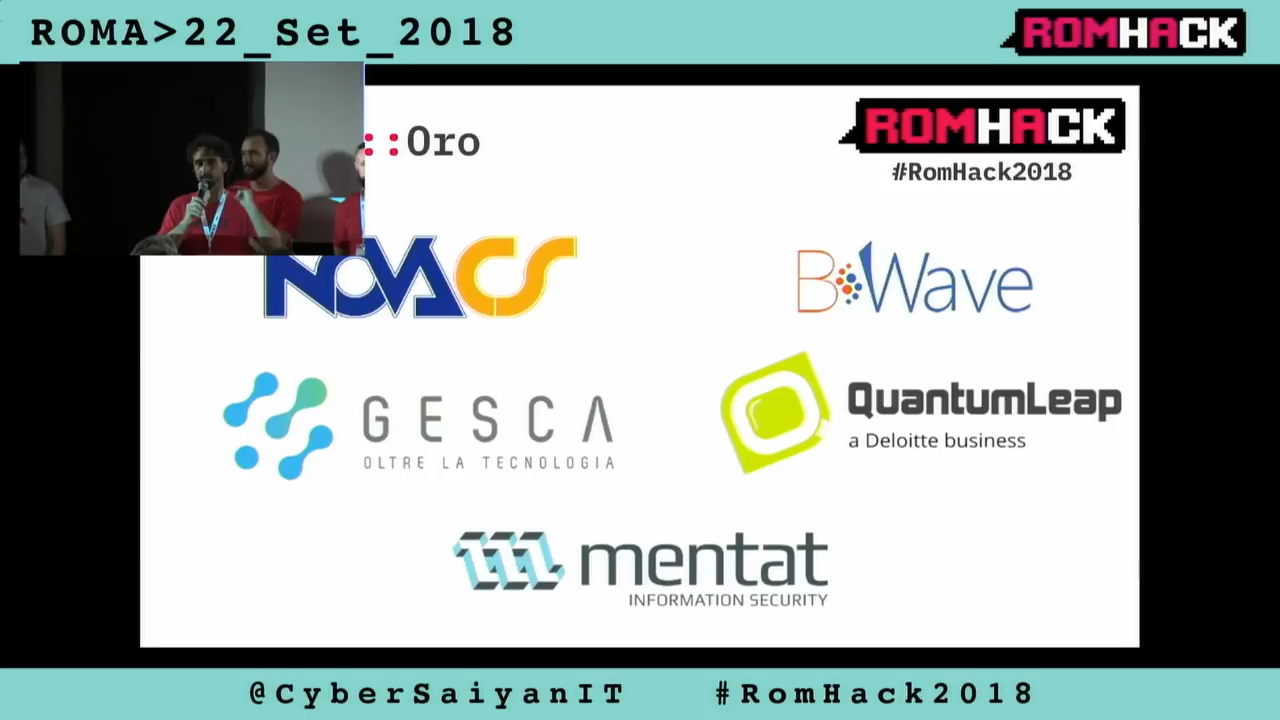 ROMA>22_Set_2018
ROMHACK
::Oro
ROMHACK
#RomHack2018
NOVACS
B Wave
GESCA
OLTRE LA TECNOLOGIA
QuantumLeap
a Deloitte business
mentat
INFORMATION SECURITY
@CyberSaiyanIT #RomHack2018